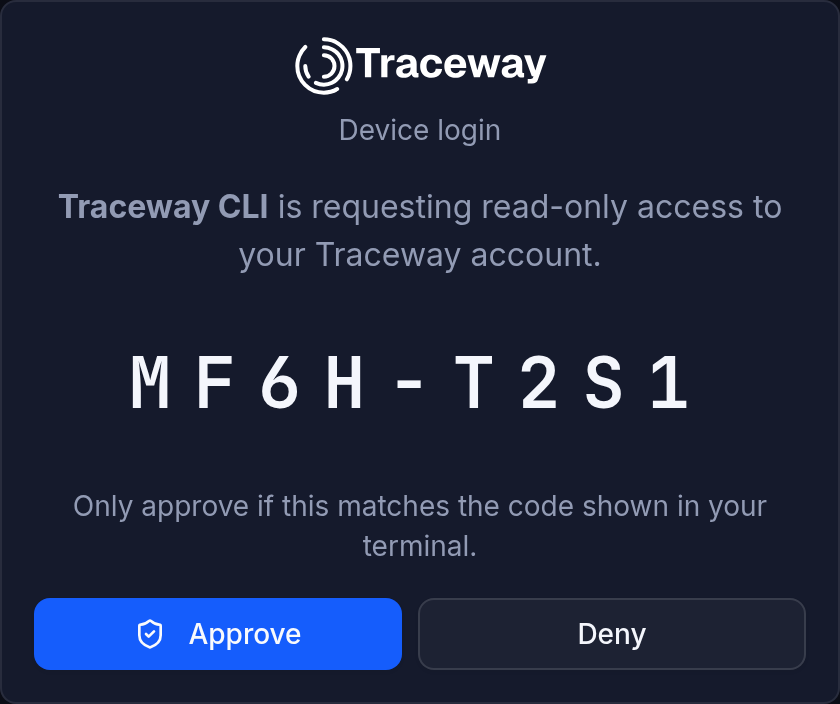 Traceway
Device login
Traceway CLI is requesting read-only access to
your Traceway account.
MF6H-T2S1
Only approve if this matches the code shown in your
terminal.
Approve
Deny